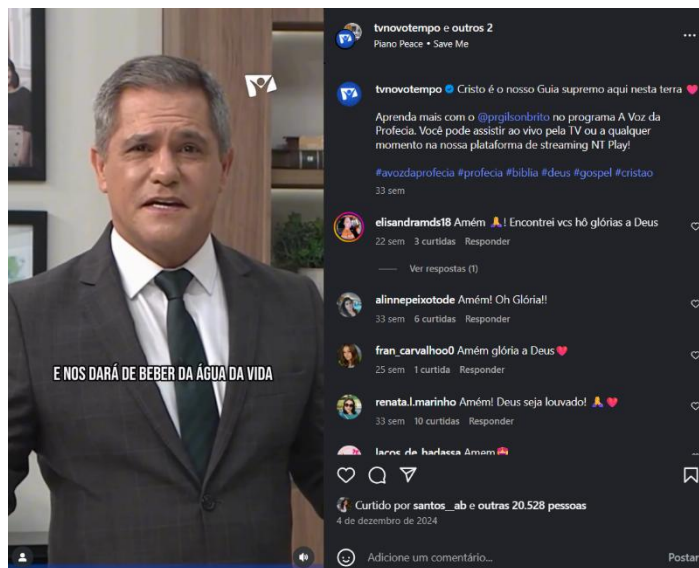 E NOS DARÁ DE BEBER DA ÁGUA DA VIDA
tvnovotempo e outros 2
Piano Peace • Save Me
tvnovotempo Cristo é o nosso Guia supremo aqui nesta terra ❤️
Aprenda mais com o @prgilsonbrito no programa A Voz da
Profecia. Você pode assistir ao vivo pela TV ou a qualquer
momento na nossa plataforma de streaming NT Play!
#avozdaprofecia #profecia #biblia #deus #gospel #cristao
33 sem
elisandramds18 Amém 🙏! Encontrei vcs hô glórias a Deus
22 sem 3 curtidas Responder
Ver respostas (1)
alinnepeixotode Amém! Oh Glória!!
33 sem 6 curtidas Responder
fran_carvalhoo0 Amém glória a Deus❤️
25 sem 1 curtida Responder
renata.l.marinho Amém! Deus seja louvado! 🙏 ❤️
33 sem 10 curtidas Responder
lacos_de_hadassa Amem
Curtido por santos__ab e outras 20.528 pessoas
4 de dezembro de 2024
Adicione um comentário...
Postar